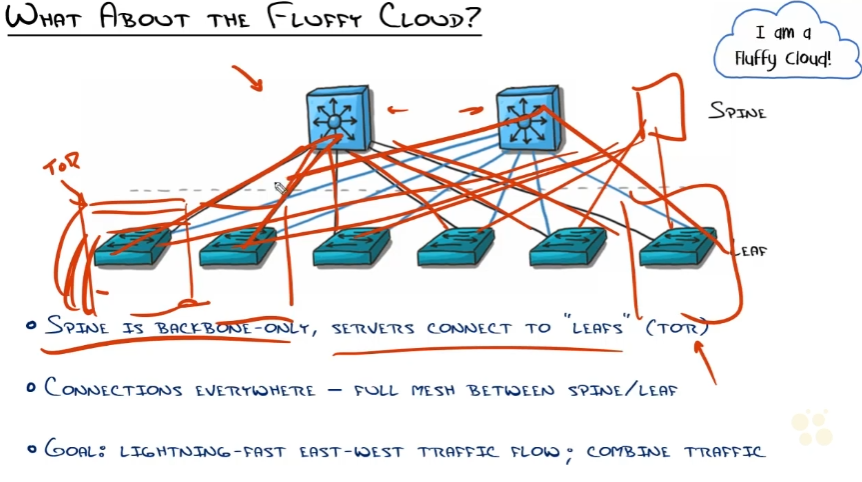 What About the Fluffy Cloud?
I am a
Fluffy Cloud!
Spine
TOR
Leaf
Spine is backbone-only, servers connect to "leafs" (TOR)
Connections everywhere – full mesh between spine/leaf
Goal: lightning-fast east-west traffic flow; combine traffic